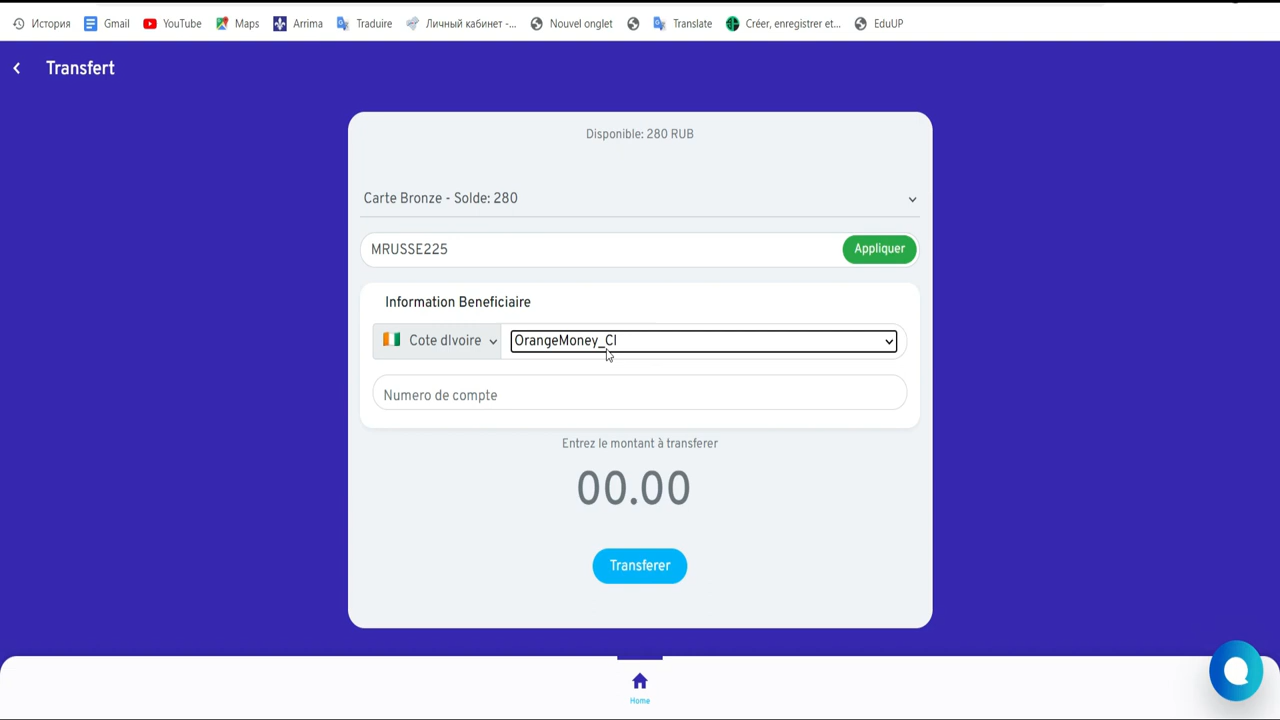 История Gmail YouTube Maps Arrima Traduire Личный кабинет -... Nouvel onglet Translate Créer, enregistrer et... EduUP
Transfert
Disponible: 280 RUB
Carte Bronze - Solde: 280
MRUSSE225 Appliquer
Information Beneficiaire
Cote dIvoire OrangeMoney_CI
Numero de compte
Entrez le montant à transferer
00.00
Transferer
Home